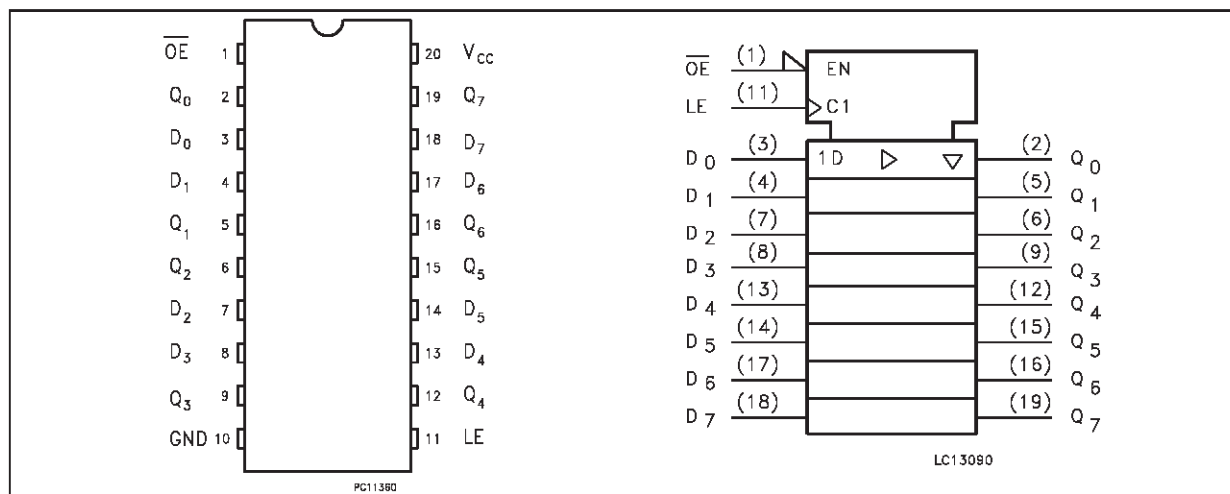 OE 1 20 VCC
Q0 2 19 Q7
D0 3 18 D7
D1 4 17 D6
Q1 5 16 Q6
Q2 6 15 Q5
D2 7 14 D5
D3 8 13 D4
Q3 9 12 Q4
GND 10 11 LE
PC11360
OE (1) EN
LE (11) C1
D0 (3) 1D (2) Q0
D1 (4) (5) Q1
D2 (7) (6) Q2
D3 (8) (9) Q3
D4 (13) (12) Q4
D5 (14) (15) Q5
D6 (17) (16) Q6
D7 (18) (19) Q7
LC13090